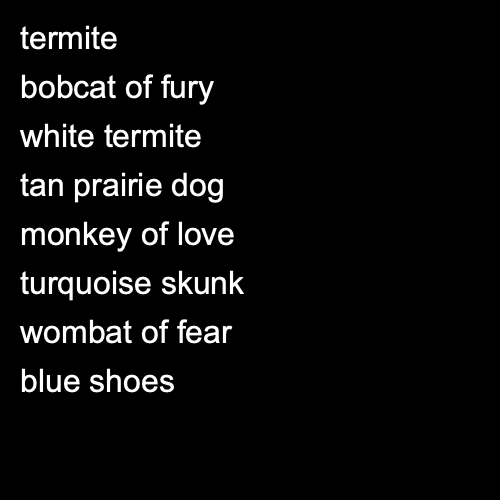 termite
bobcat of fury
white termite
tan prairie dog
monkey of love
turquoise skunk
wombat of fear
blue shoes